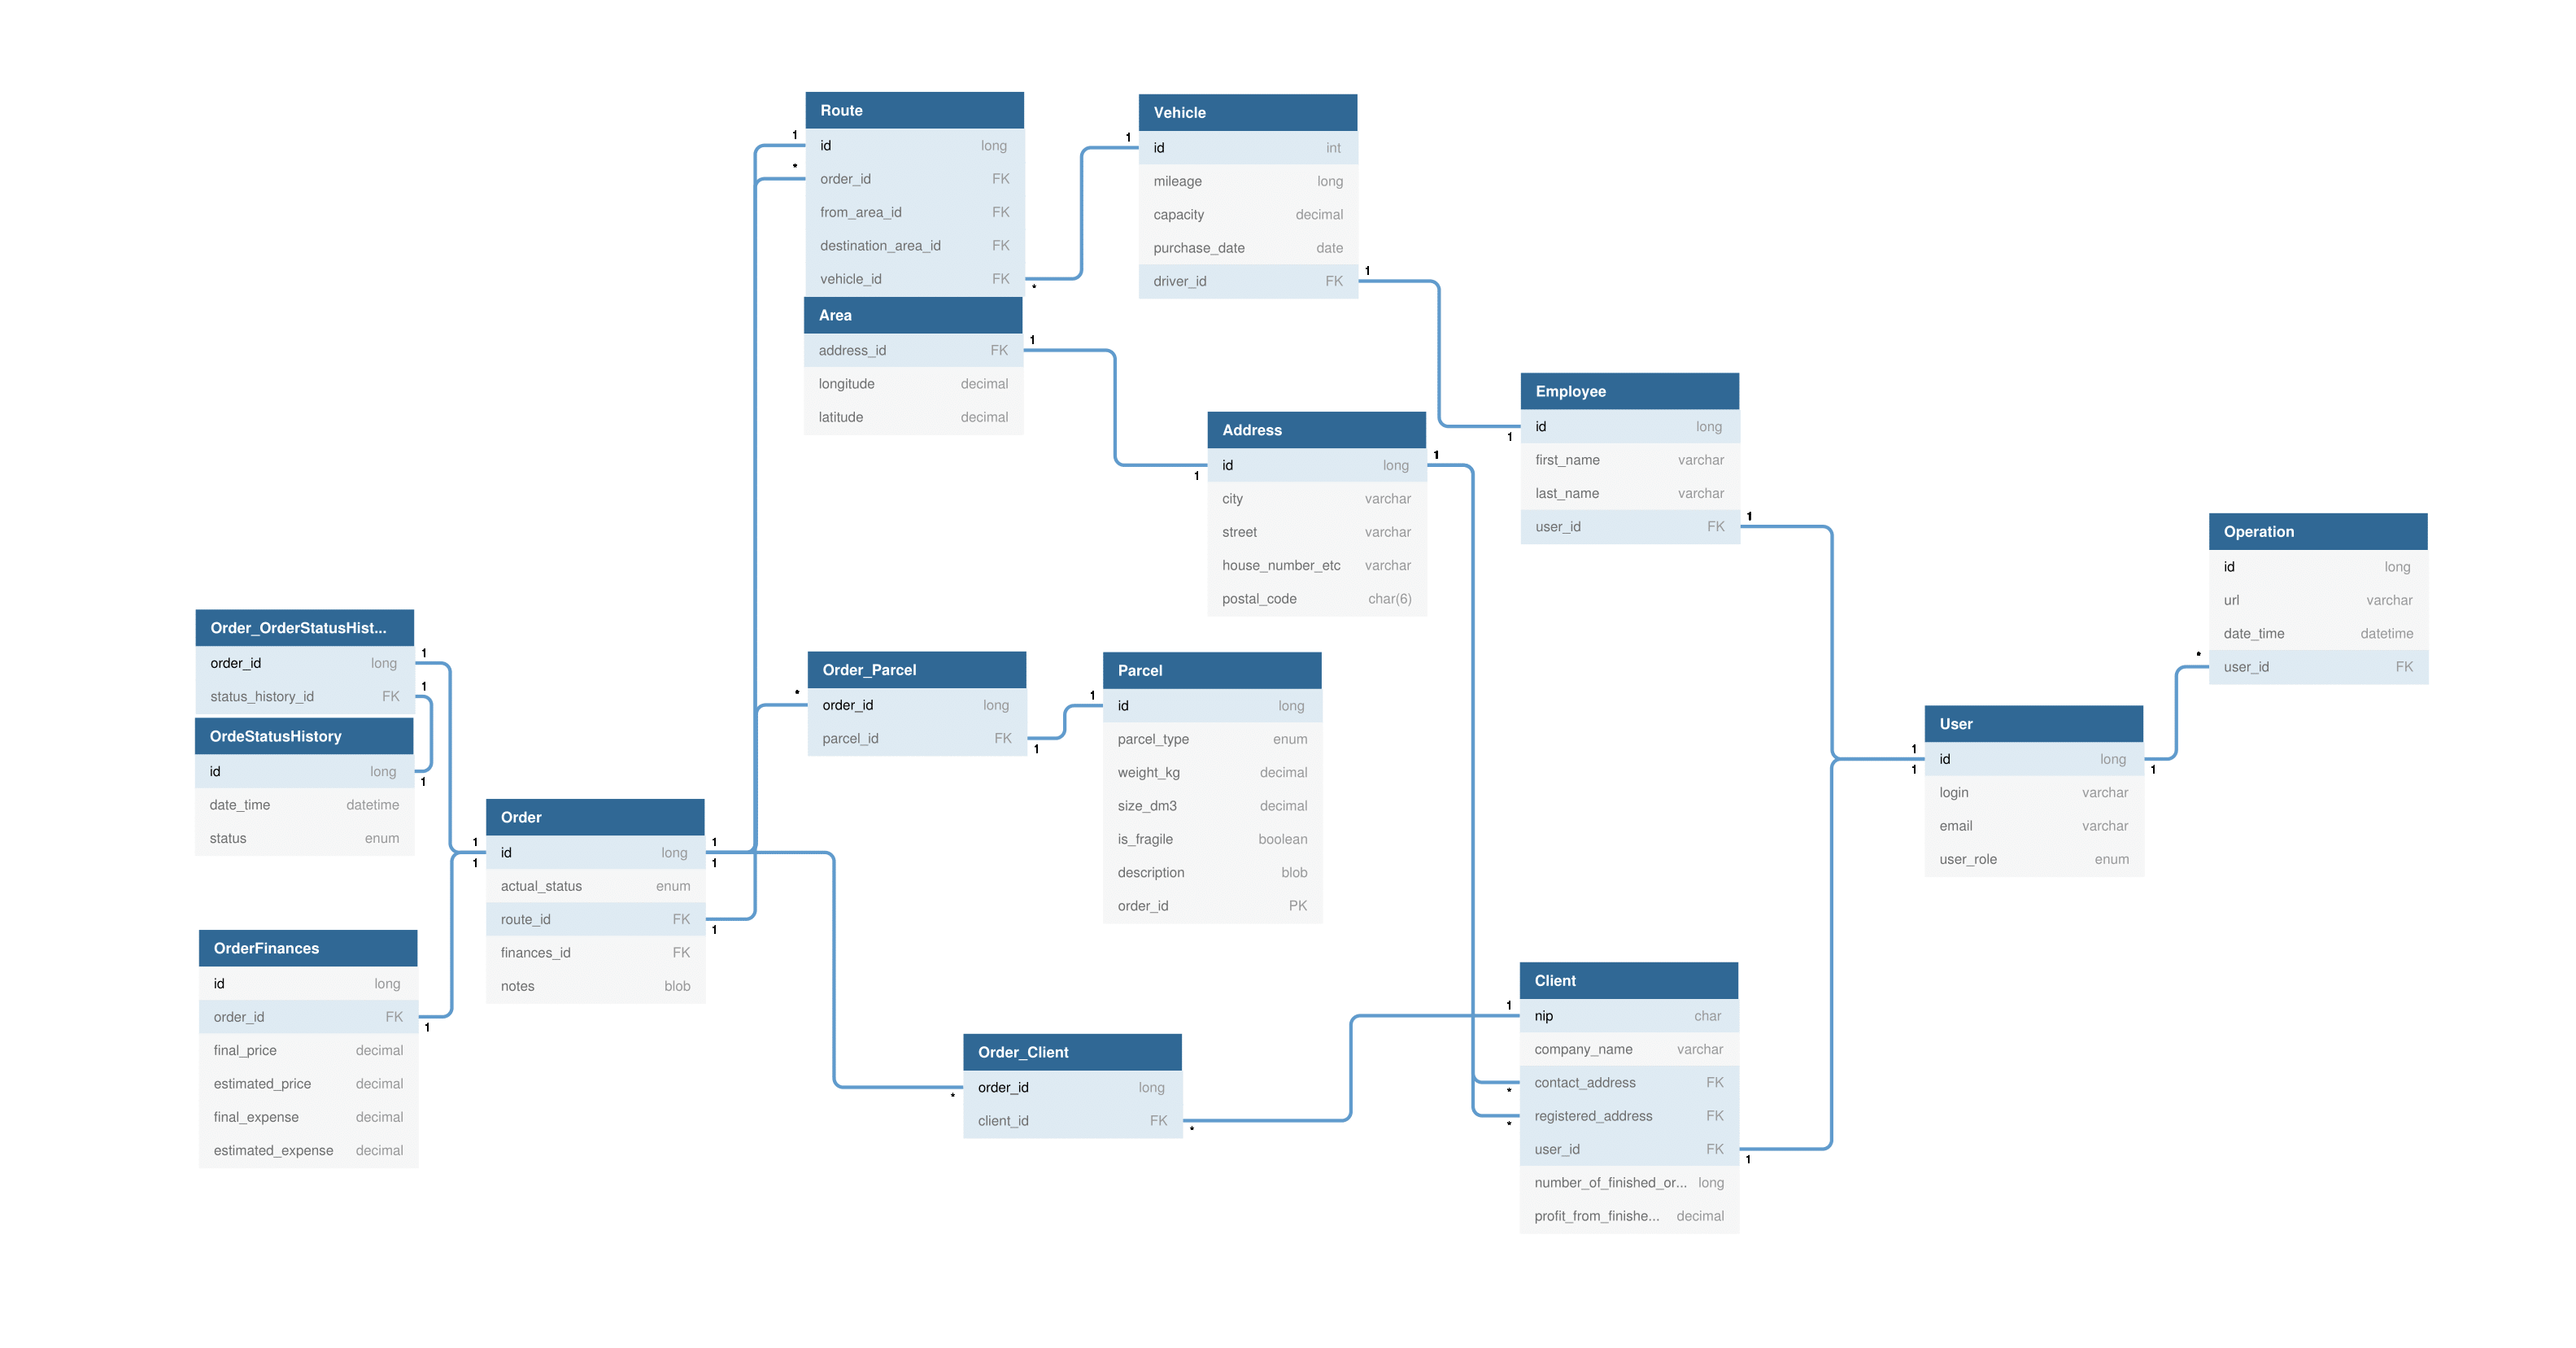 Route
1
id long
*
order_id FK
from_area_id FK
destination_area_id FK
vehicle_id FK
*
Vehicle
1
id int
mileage long
capacity decimal
purchase_date date
driver_id FK
1
Area
address_id FK
1
longitude decimal
latitude decimal
Address
id long
1
1
city varchar
street varchar
house_number_etc varchar
postal_code char(6)
Employee
id long
1
first_name varchar
last_name varchar
user_id FK
1
Operation
id long
url varchar
date_time datetime
*
user_id FK
Order_OrderStatusHist...
order_id long
1
status_history_id FK
1
OrdeStatusHistory
id long
1
date_time datetime
status enum
Order_Parcel
*
order_id long
parcel_id FK
1
Parcel
1
id long
parcel_type enum
weight_kg decimal
size_dm3 decimal
is_fragile boolean
description blob
order_id PK
User
1
id long
1
1
login varchar
email varchar
user_role enum
Order
1
1
id long
1
1
actual_status enum
route_id FK
1
finances_id FK
notes blob
OrderFinances
id long
order_id FK
1
final_price decimal
estimated_price decimal
final_expense decimal
estimated_expense decimal
Order_Client
order_id long
*
client_id FK
*
Client
1
nip char
company_name varchar
contact_address FK
*
registered_address FK
*
user_id FK
1
number_of_finished_or... long
profit_from_finishe... decimal